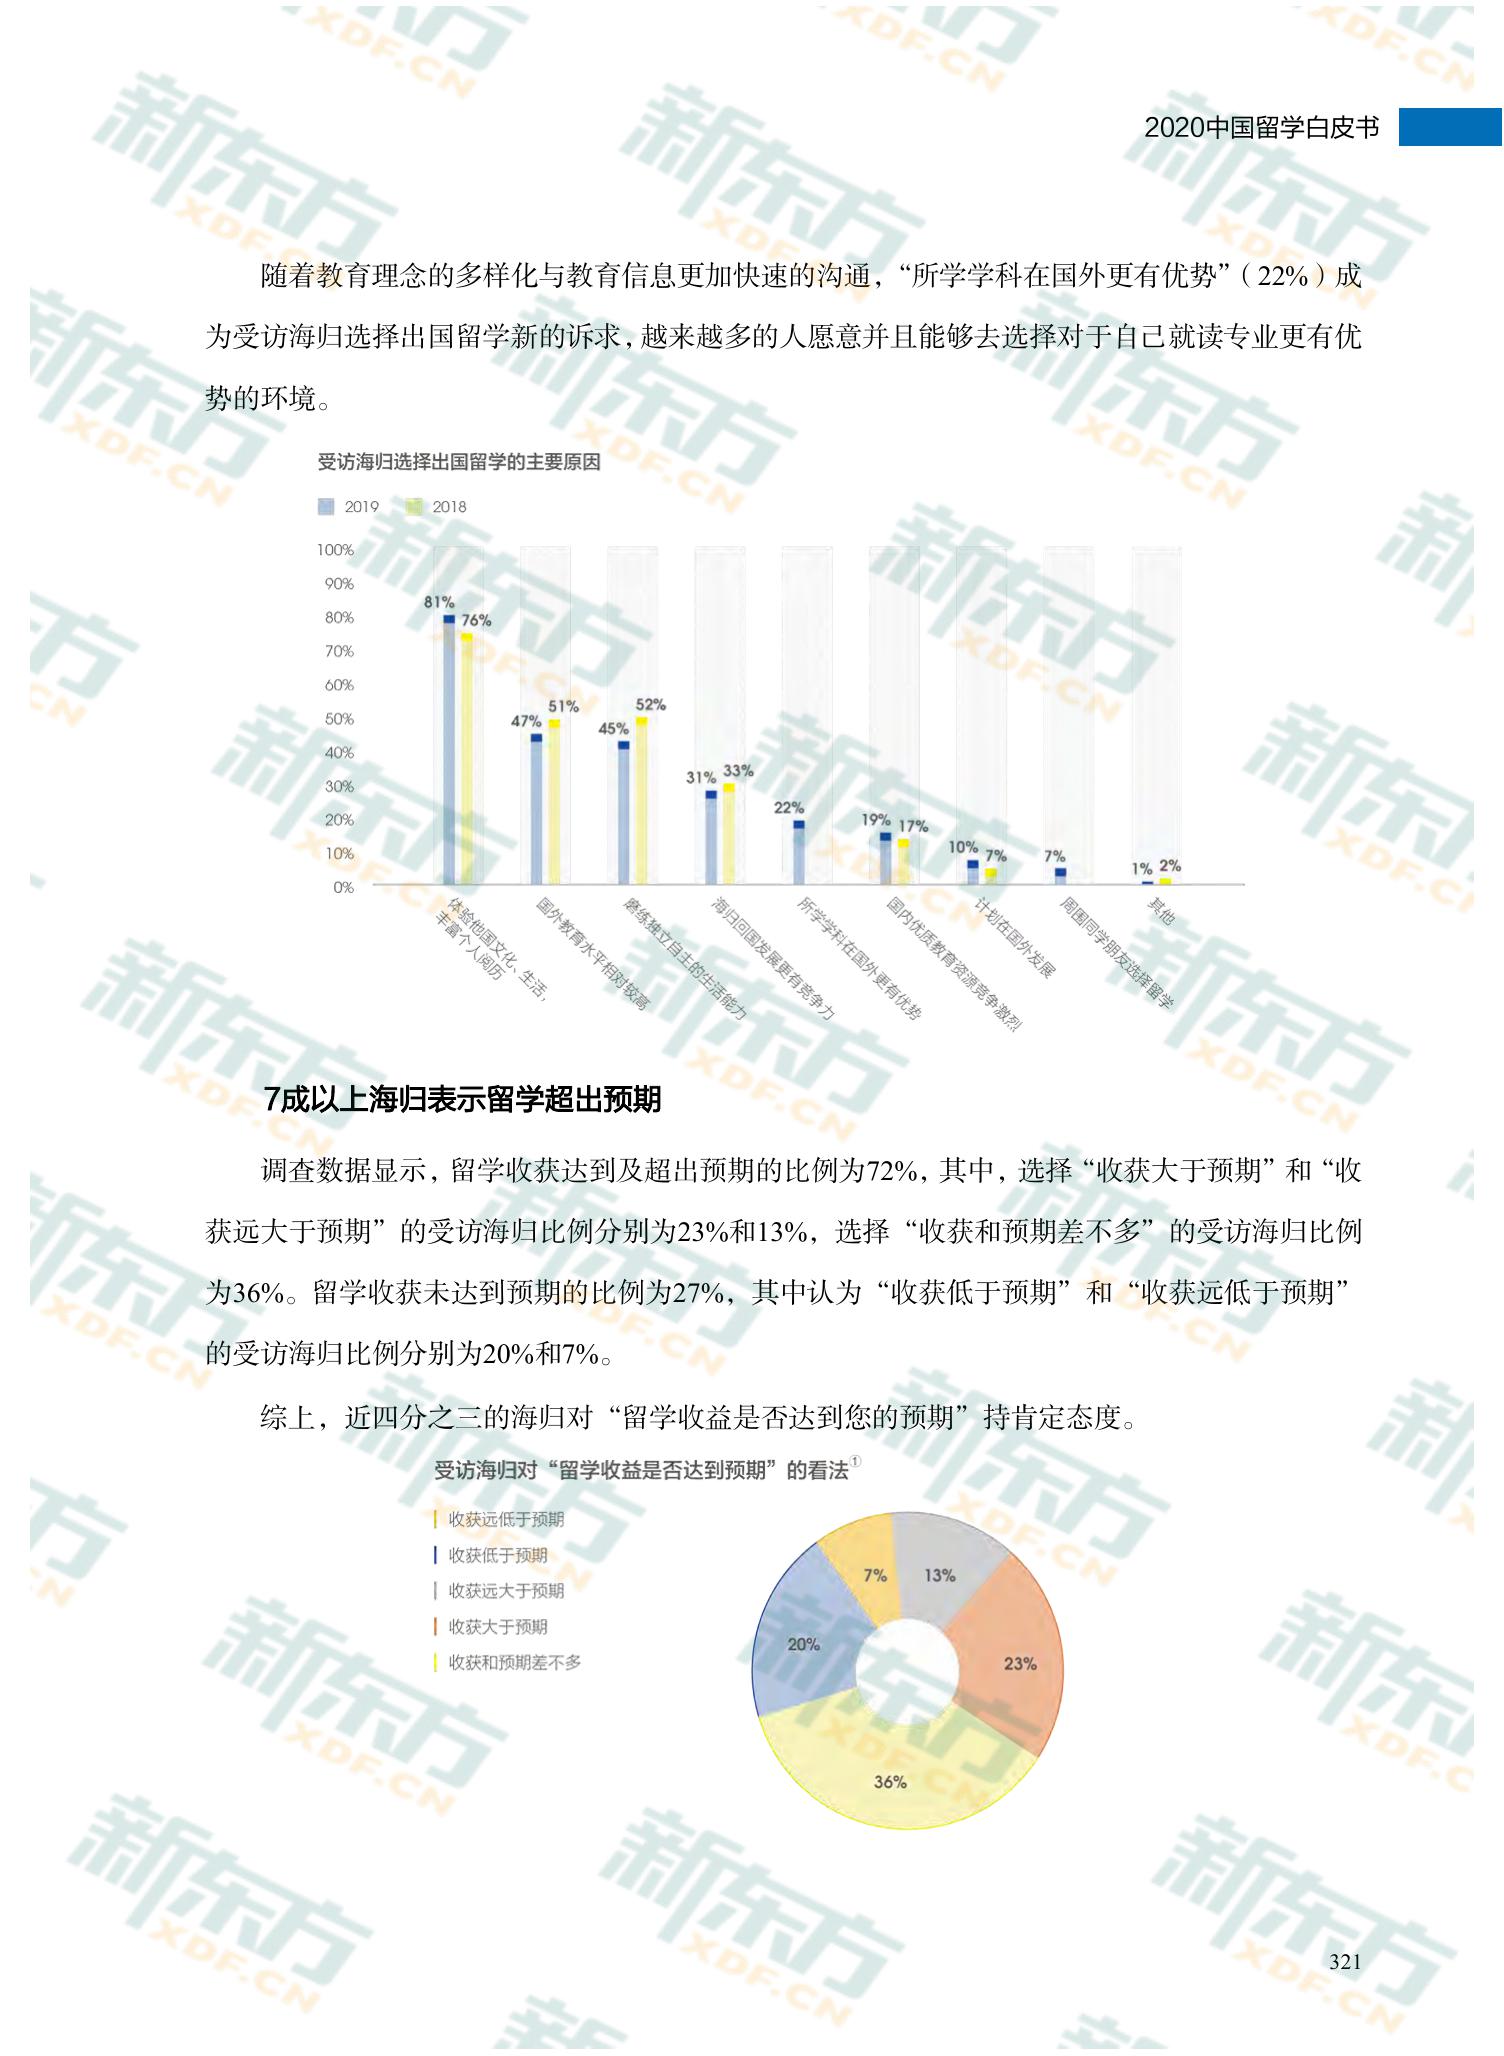 2020中国留学白皮书
随着教育理念的多样化与教育信息更加快速的沟通，“所学学科在国外更有优势”（22%）成
为受访海归选择出国留学新的诉求，越来越多的人愿意并且能够去选择对于自己就读专业更有优
势的环境。
受访海归选择出国留学的主要原因
2019 2018
100%
90%
80%
70%
60%
50%
40%
30%
20%
10%
0%
81% 76%
47% 51%
45% 52%
31% 33%
22%
19% 17%
10% 7%
7%
1% 2%
体验他国文化、生活，
丰富个人阅历
国外教育水平相对较高
磨练独立自主的生活能力
海归回国发展更有竞争力
所学学科在国外更有优势
国内优质教育资源竞争激烈
计划在国外发展
周围同学朋友选择留学
其他
7成以上海归表示留学超出预期
调查数据显示，留学收获达到及超出预期的比例为72%，其中，选择“收获大于预期”和“收
获远大于预期”的受访海归比例分别为23%和13%，选择“收获和预期差不多”的受访海归比例
为36%。留学收获未达到预期的比例为27%，其中认为“收获低于预期”和“收获远低于预期”
的受访海归比例分别为20%和7%。
综上，近四分之三的海归对“留学收益是否达到您的预期”持肯定态度。
受访海归对“留学收益是否达到预期”的看法①
收获远低于预期
收获低于预期
收获远大于预期
收获大于预期
收获和预期差不多
7%
13%
20%
23%
36%
321
新东方
XDF.CN